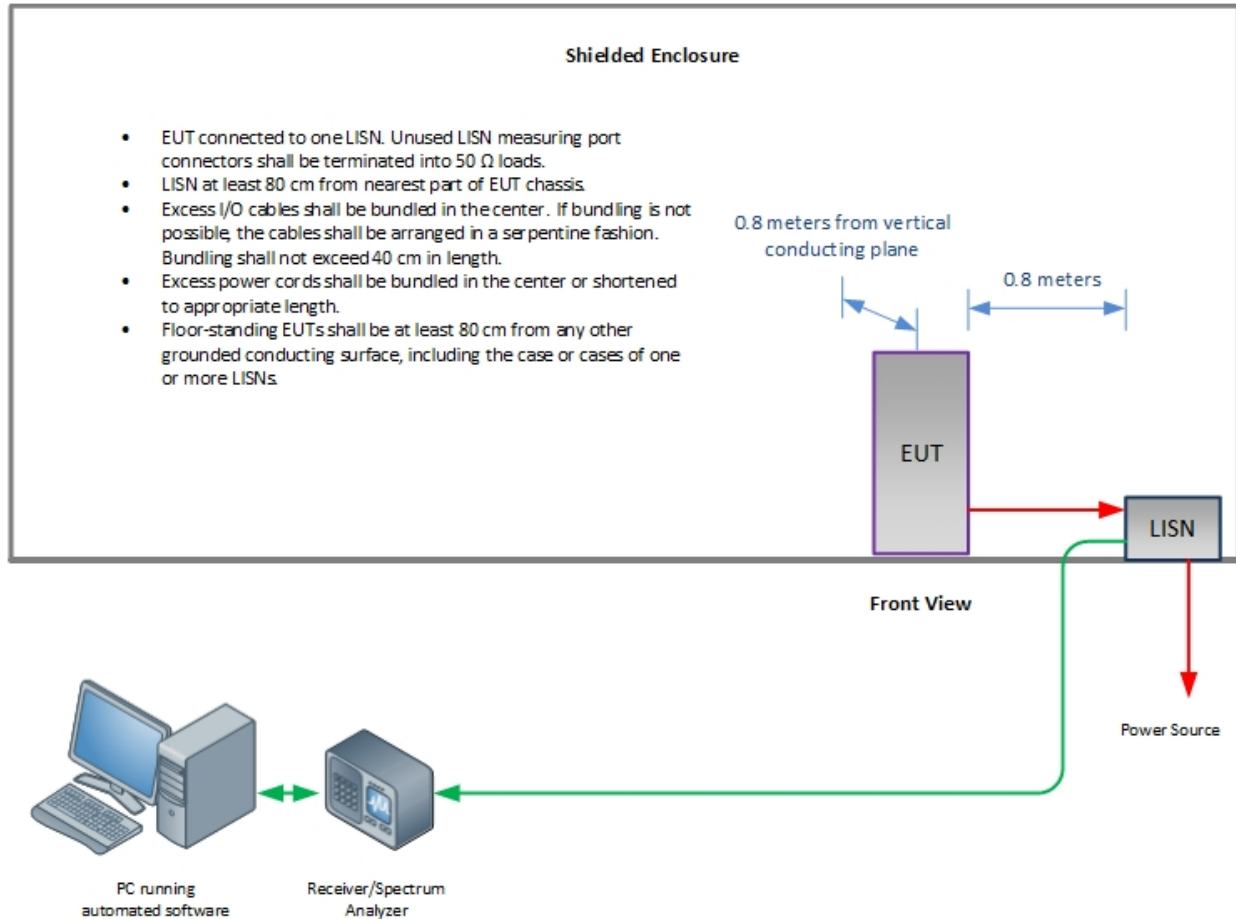 Shielded Enclosure
• EUT connected to one LISN. Unused LISN measuring port
connectors shall be terminated into 50 Ω loads.
• LISN at least 80 cm from nearest part of EUT chassis.
• Excess I/O cables shall be bundled in the center. If bundling is not
possible, the cables shall be arranged in a serpentine fashion.
Bundling shall not exceed 40 cm in length.
• Excess power cords shall be bundled in the center or shortened
to appropriate length.
• Floor-standing EUTs shall be at least 80 cm from any other
grounded conducting surface, including the case or cases of one
or more LISNs.
0.8 meters from vertical
conducting plane
0.8 meters
EUT
LISN
Front View
Power Source
PC running
automated software
Receiver/Spectrum
Analyzer